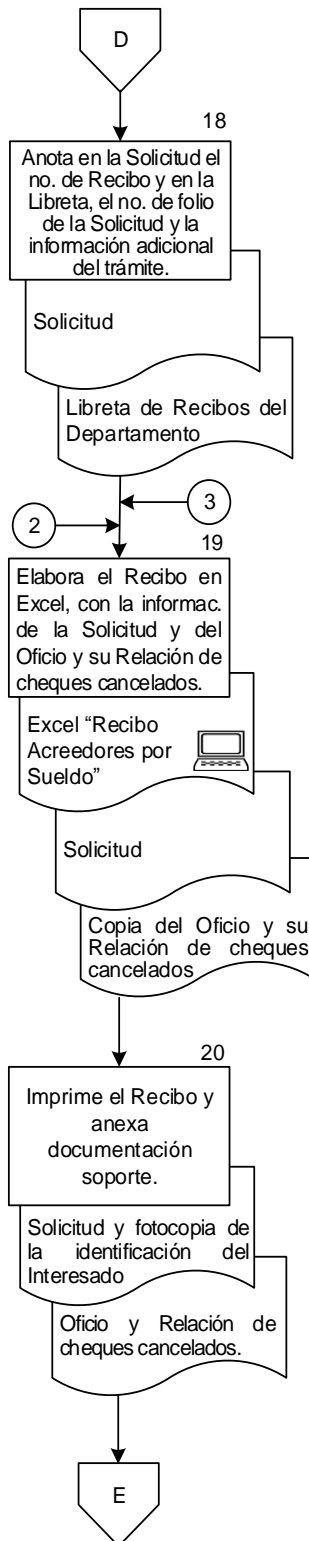 D
18
Anota en la Solicitud el
no. de Recibo y en la
Libreta, el no. de folio
de la Solicitud y la
información adicional
del trámite.
Solicitud
Libreta de Recibos del
Departamento
3
2
19
Elabora el Recibo en
Excel, con la informac.
de la Solicitud y del
Oficio y su Relación de
cheques cancelados.
Excel “Recibo
Acreedores por
Sueldo”
Solicitud
Copia del Oficio y su
Relación de cheques
cancelados
20
Imprime el Recibo y
anexa
documentación
soporte.
Solicitud y fotocopia de
la identificación del
Interesado
Oficio y Relación de
cheques cancelados.
E